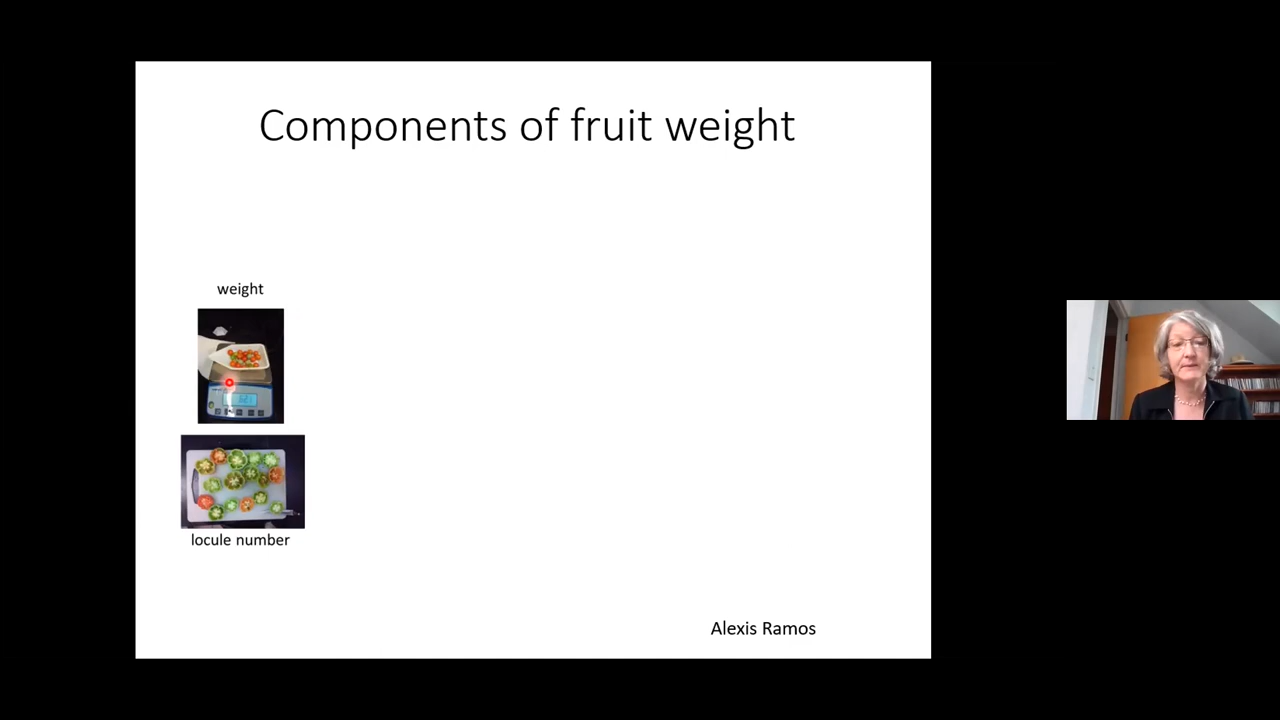 Components of fruit weight
weight
locule number
Alexis Ramos